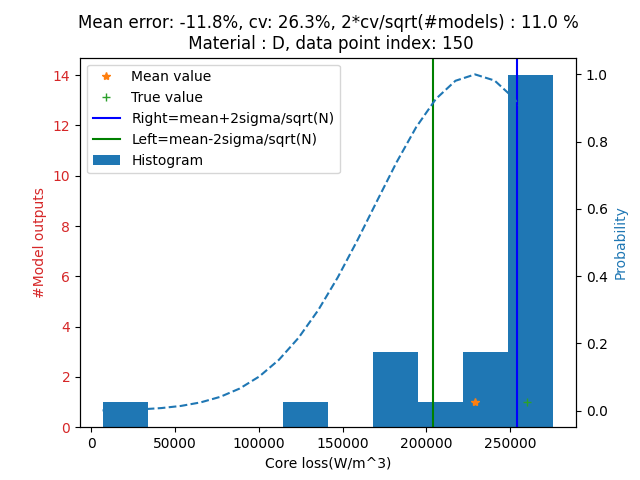 Mean error: -11.8%, cv: 26.3%, 2*cv/sqrt(#models) : 11.0 %
Material : D, data point index: 150
Mean value
True value
Right=mean+2sigma/sqrt(N)
Left=mean-2sigma/sqrt(N)
Histogram
#Model outputs
14
12
10
8
6
4
2
0
1.0
0.8
0.6
0.4
0.2
0.0
Probability
0
50000
100000
150000
200000
250000
Core loss(W/m^3)